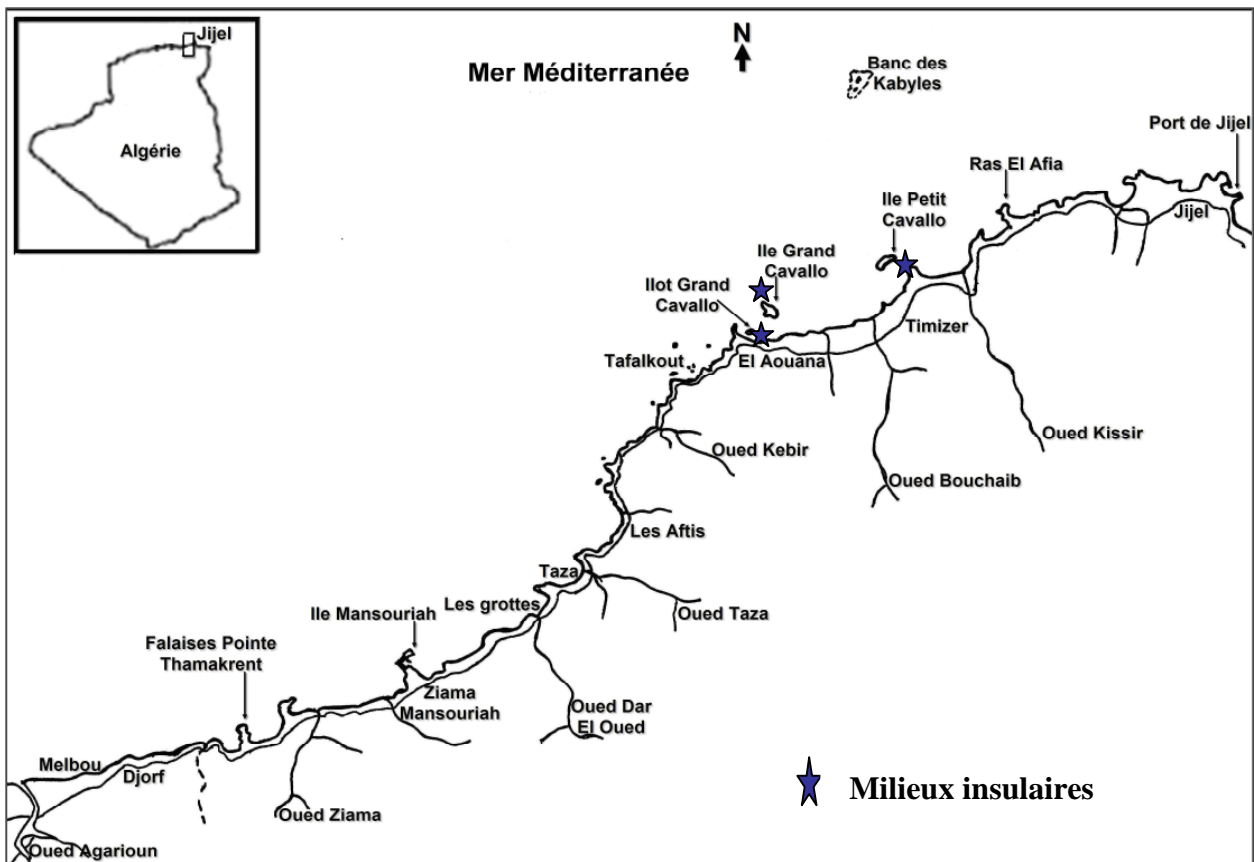 Jijel
N
Mer Méditerranée
Banc des
Kabyles
Algérie
Port de Jijel
Ras El Afia
Ile Petit
Cavallo
Jijel
Ile Grand
Cavallo
Ilot Grand
Cavallo
Timizer
Tafalkout
El Aouana
Oued Kebir
Oued Kissir
Oued Bouchaib
Les Aftis
Taza
Les grottes
Oued Taza
Ile Mansouriah
Falaises Pointe
Thamakrent
Ziama
Mansouriah
Oued Dar
El Oued
Melbou
Djorf
Milieux insulaires
Oued Ziama
Oued Agarioun